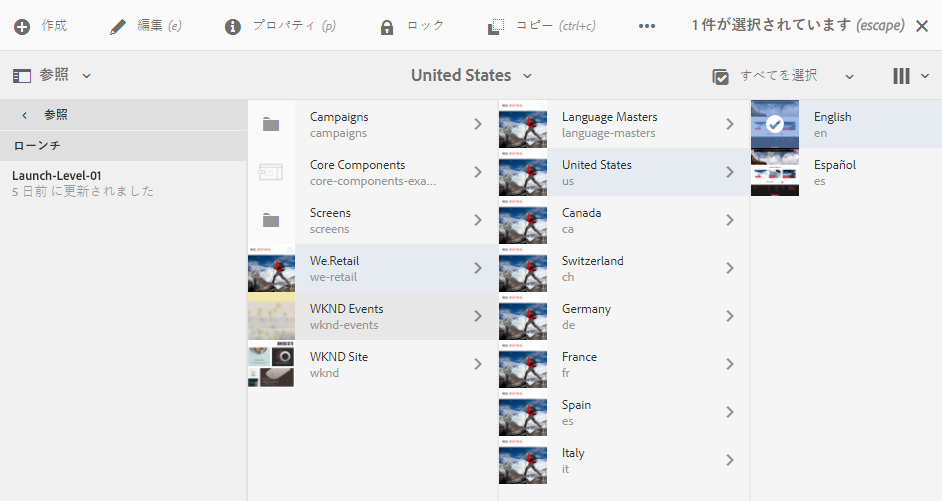 作成
編集 (e)
プロパティ (p)
ロック
コピー (ctrl+c)
1 件が選択されています (escape)
参照
United States
すべてを選択
参照
ローンチ
Launch-Level-01
5 日前 に更新されました
Campaigns
campaigns
Core Components
core-components-exa...
Screens
screens
We.Retail
we-retail
WKND Events
wknd-events
WKND Site
wknd
Language Masters
language-masters
United States
us
Canada
ca
Switzerland
ch
Germany
de
France
fr
Spain
es
Italy
it
English
en
Español
es